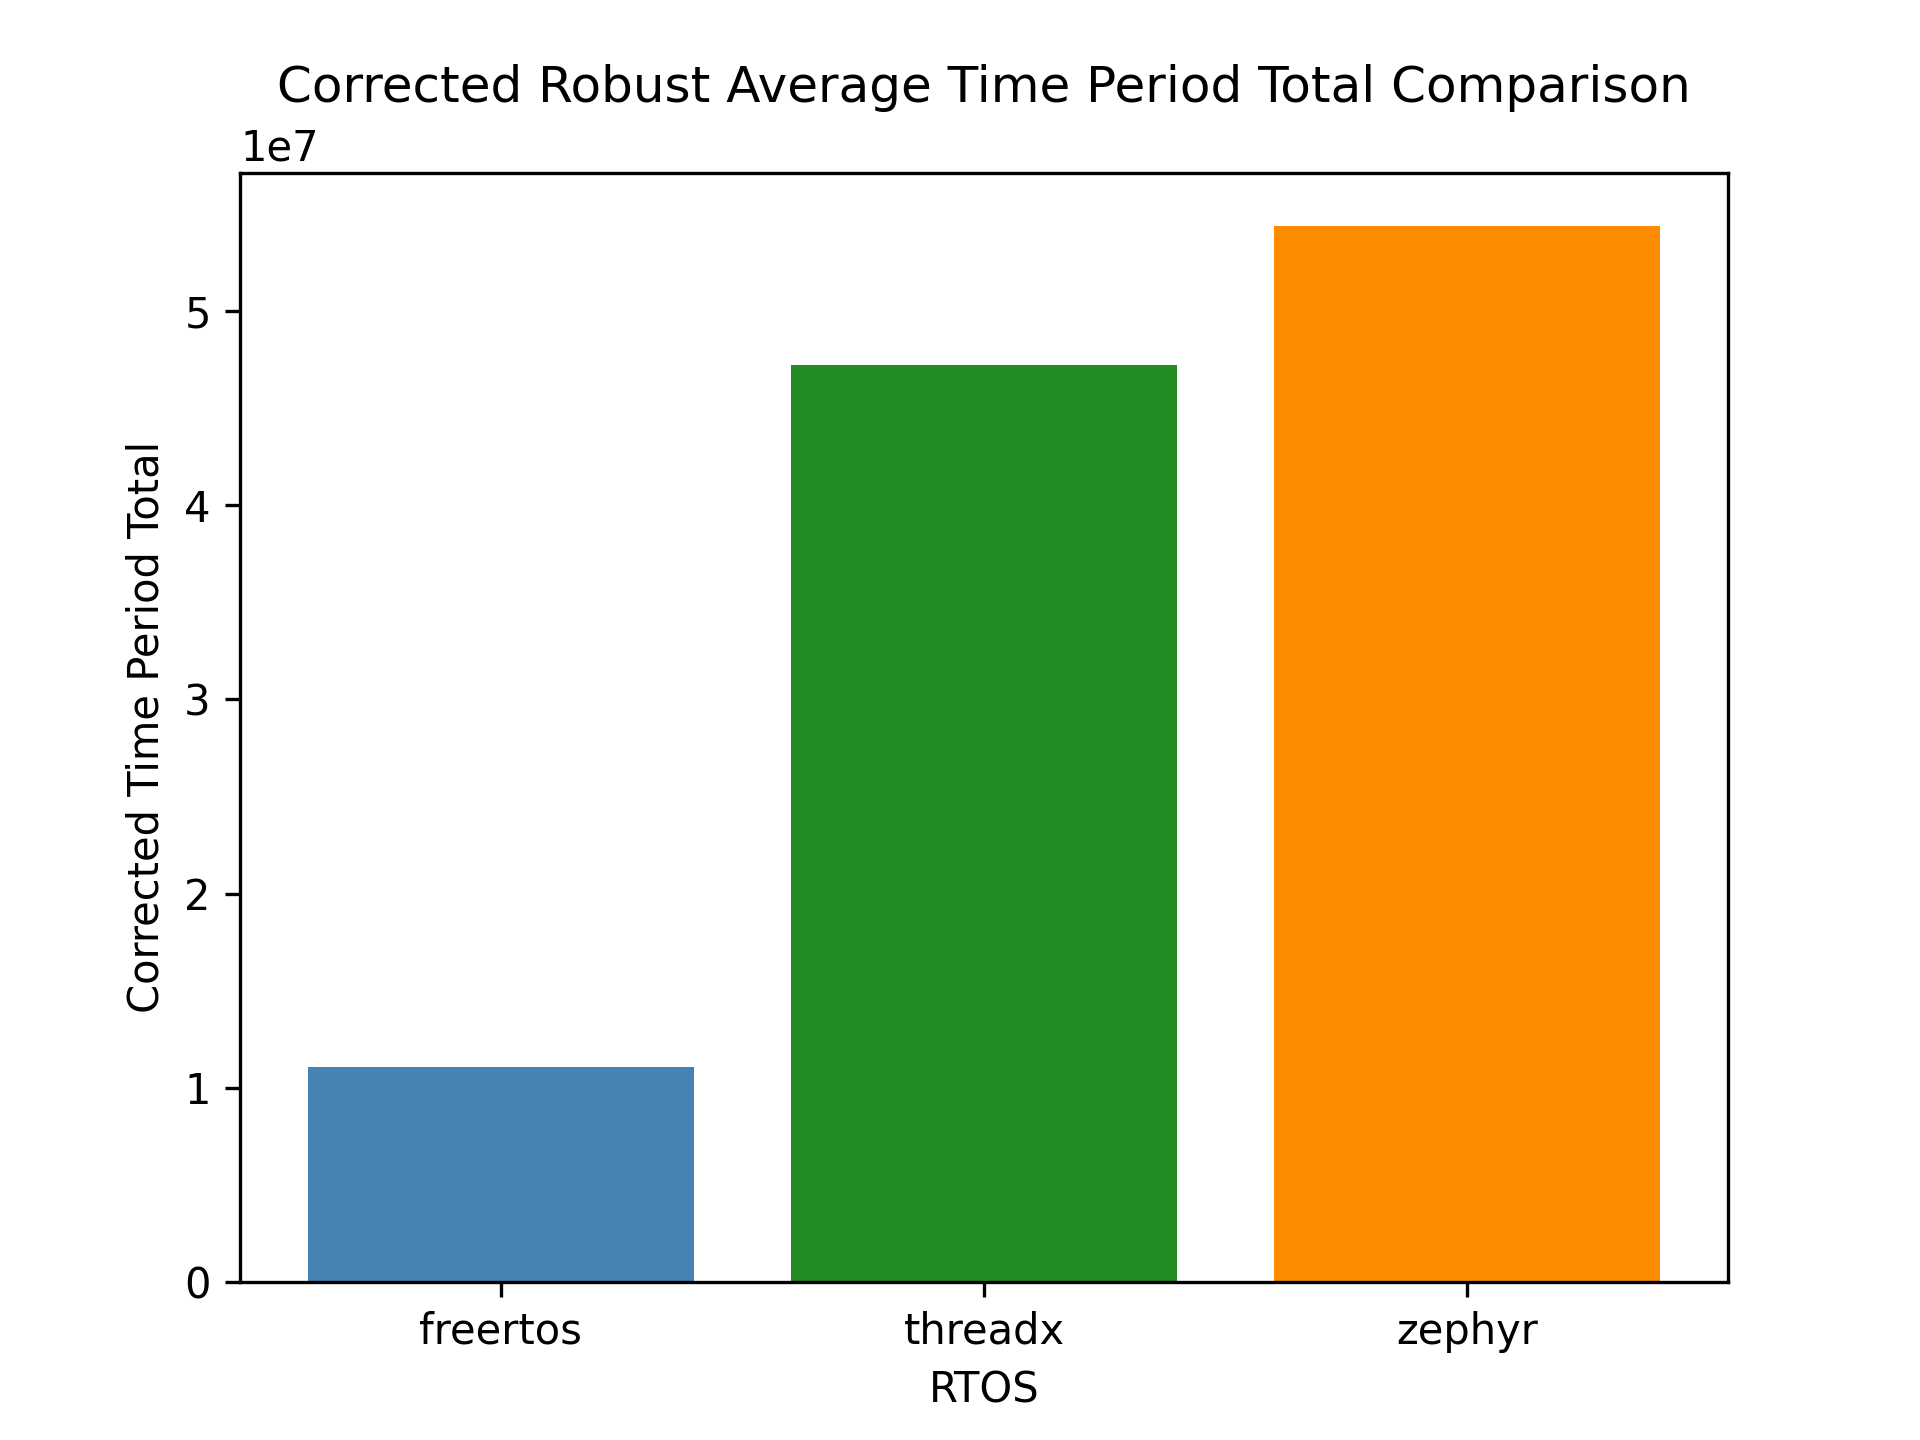 Corrected Robust Average Time Period Total Comparison
1e7
Corrected Time Period Total
5
4
3
2
1
0
freertos threadx zephyr
RTOS